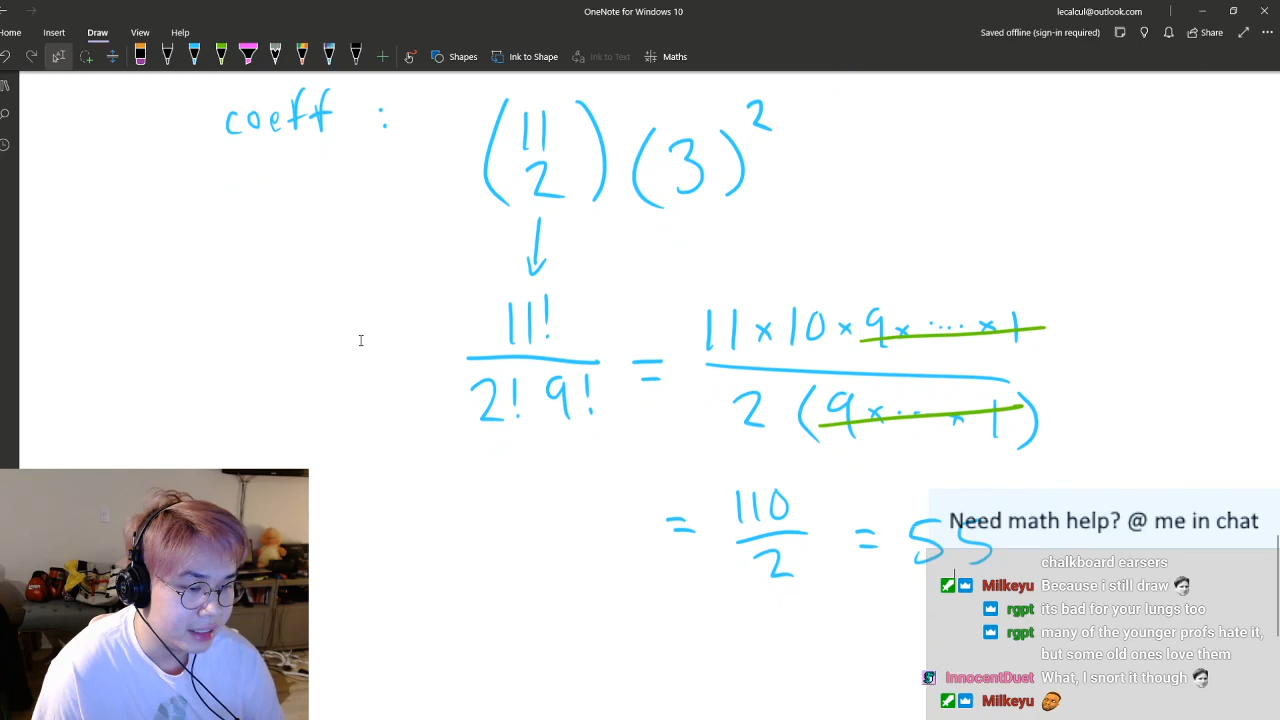 OneNote for Windows 10
lecalcul@outlook.com
Home Insert Draw View Help
Saved offline (sign-in required) Share
Shapes Ink to Shape Ink to Text Maths
coeff : (11 2) (3)²
11!
2! 9!
= 11 × 10 × 9 × ... × 1
2 (9 × ... × 1)
= 110
2
= 55
Need math help? @ me in chat
chalkboard earsers
Milkeyu Because i still draw
rgpt its bad for your lungs too
rgpt many of the younger profs hate it,
but some old ones love them
InnocentDuet What, I snort it though
Milkeyu